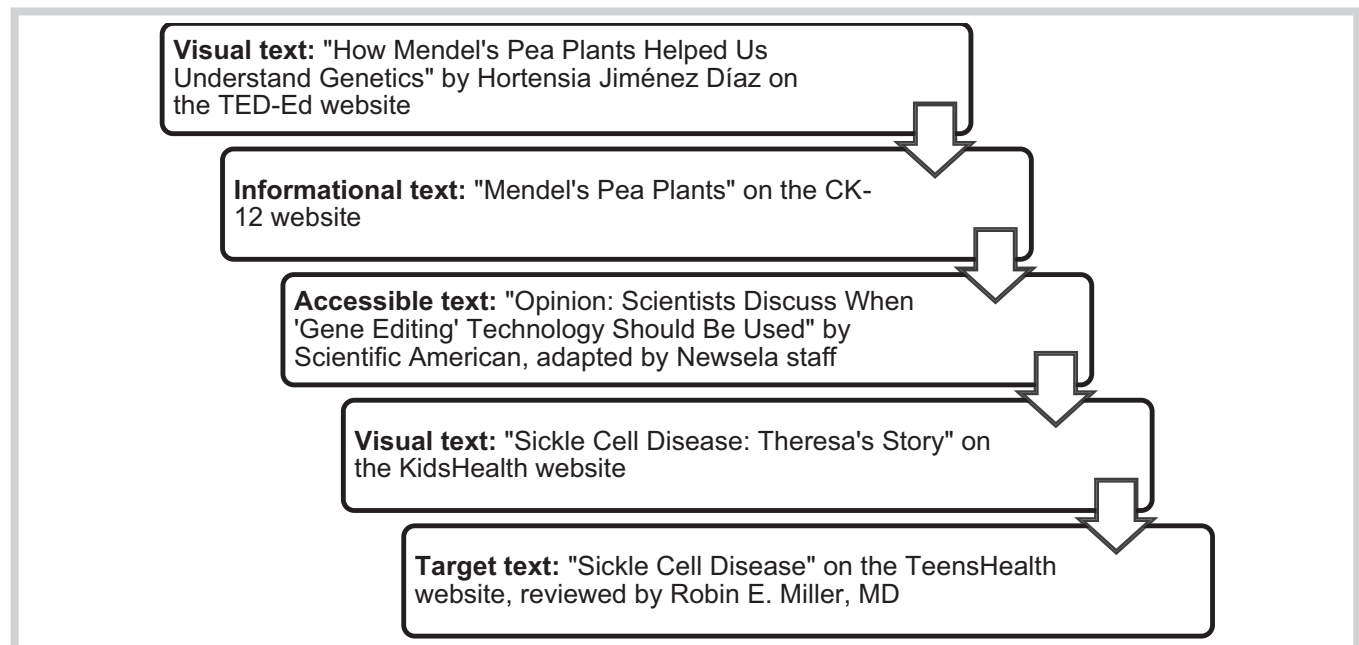 Visual text: "How Mendel's Pea Plants Helped Us
Understand Genetics" by Hortensia Jiménez Díaz on
the TED-Ed website
Informational text: "Mendel's Pea Plants" on the CK-
12 website
Accessible text: "Opinion: Scientists Discuss When
'Gene Editing' Technology Should Be Used" by
Scientific American, adapted by Newsela staff
Visual text: "Sickle Cell Disease: Theresa's Story" on
the KidsHealth website
Target text: "Sickle Cell Disease" on the TeensHealth
website, reviewed by Robin E. Miller, MD